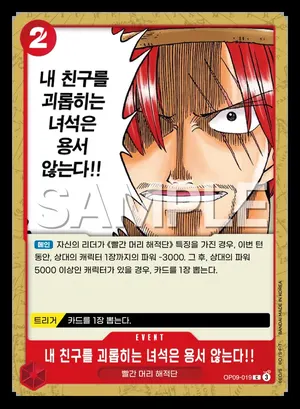 2
내 친구를
괴롭히는
녀석은
용서
않는다!!
SAMPLE
메인 자신의 리더가 《빨간 머리 해적단》 특징을 가진 경우, 이번 턴
동안, 상대의 캐릭터 1장까지의 파워 -3000. 그 후, 상대의 파워
5000 이상인 캐릭터가 있을 경우, 카드를 1장 뽑는다.
트리거 카드를 1장 뽑는다.
EVENT
내 친구를 괴롭히는 녀석은 용서 않는다!!
빨간 머리 해적단
OP09-019 C 3